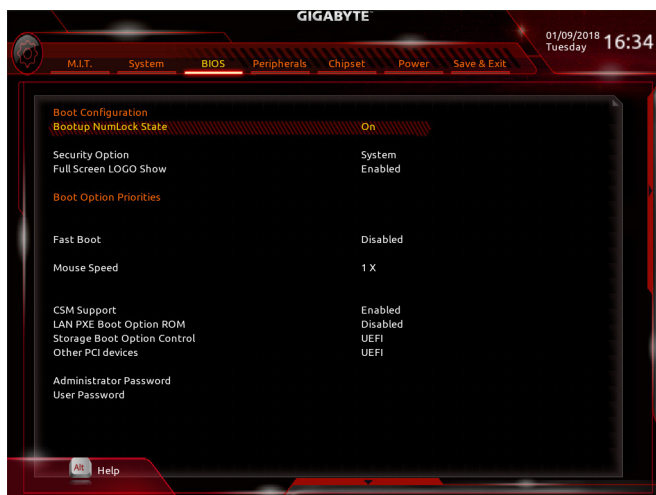 GIGABYTE™
01/09/2018 16:34
Tuesday
M.I.T. System BIOS Peripherals Chipset Power Save & Exit
Boot Configuration
Bootup NumLock State On
Security Option System
Full Screen LOGO Show Enabled
Boot Option Priorities
Fast Boot Disabled
Mouse Speed 1 X
CSM Support Enabled
LAN PXE Boot Option ROM Disabled
Storage Boot Option Control UEFI
Other PCI devices UEFI
Administrator Password
User Password
Alt Help